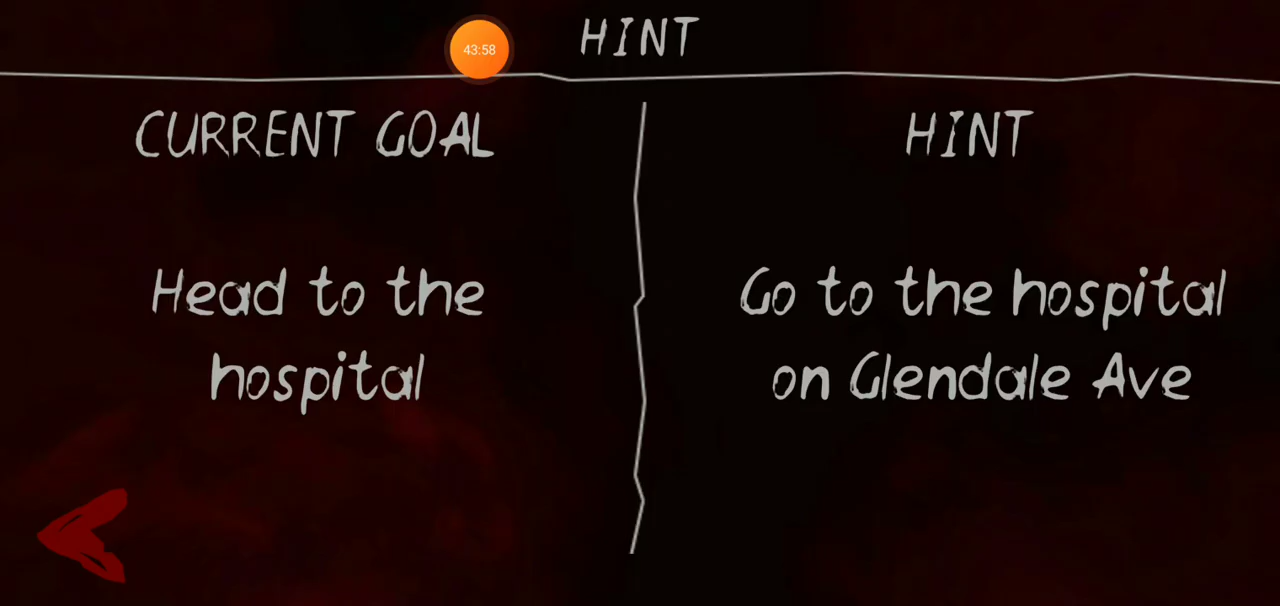 43:58
HINT
CURRENT GOAL
HINT
Head to the
hospital
Go to the hospital
on Glendale Ave